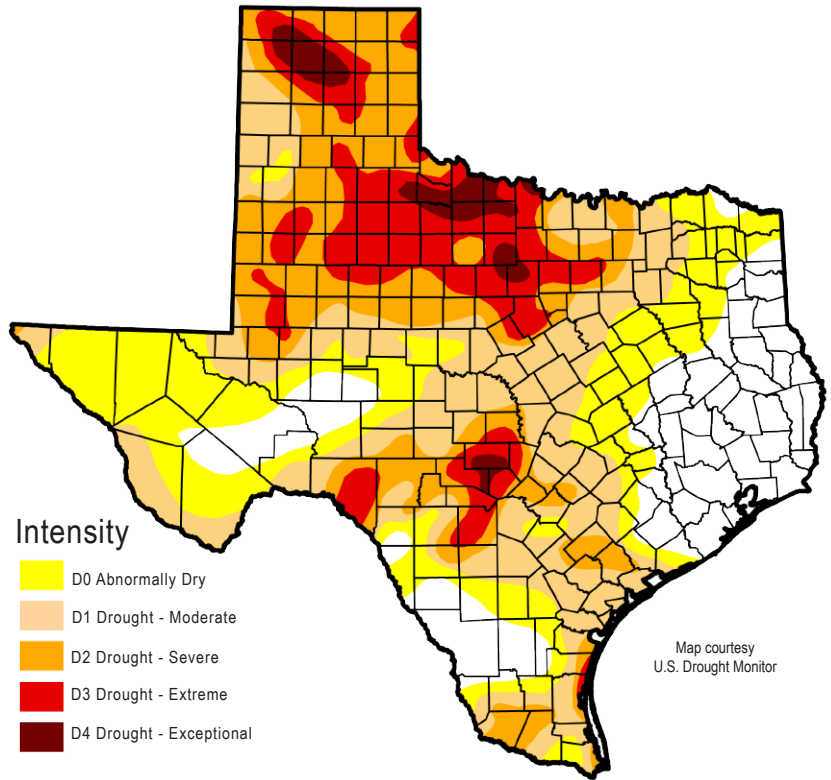 Intensity
D0 Abnormally Dry
D1 Drought - Moderate
D2 Drought - Severe
D3 Drought - Extreme
D4 Drought - Exceptional
Map courtesy
U.S. Drought Monitor